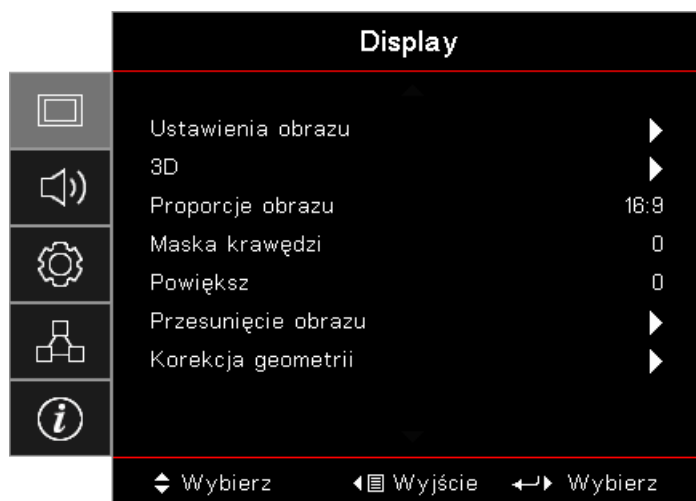 Display
Ustawienia obrazu
3D
Proporcje obrazu 16:9
Maska krawędzi 0
Powiększ 0
Przesunięcie obrazu
Korekcja geometrii
Wybierz Wyjście Wybierz